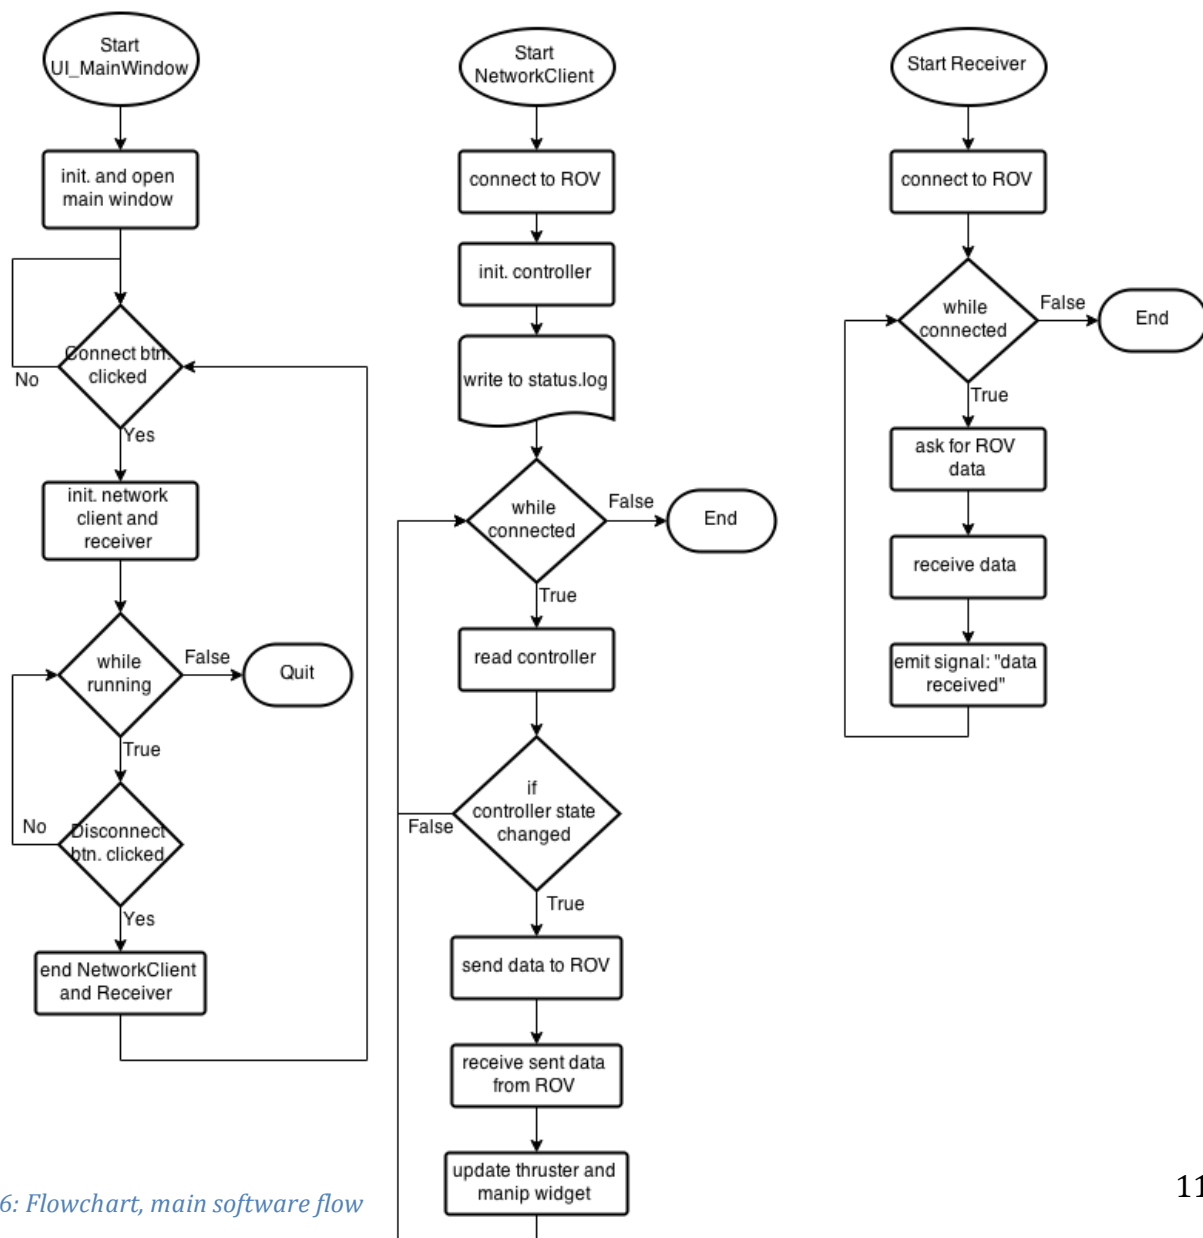 Start
UI_MainWindow
init. and open
main window
Connect btn.
clicked
No
Yes
init. network
client and
receiver
while
running
False
Quit
True
Disconnect
btn. clicked
No
Yes
end NetworkClient
and Receiver
Start
NetworkClient
connect to ROV
init. controller
write to status.log
while
connected
False
End
True
read controller
if
controller state
changed
False
True
send data to ROV
receive sent data
from ROV
update thruster and
manip widget
Start Receiver
connect to ROV
while
connected
False
End
True
ask for ROV
data
receive data
emit signal: "data
received"
6: Flowchart, main software flow
11